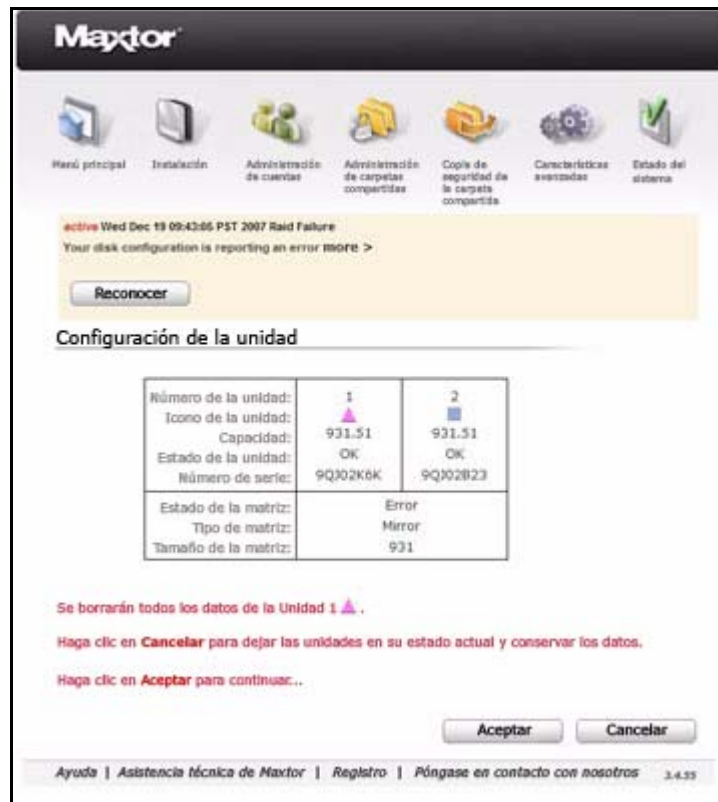 Maxtor
Menú principal
Instalación
Administración de cuentas
Administración de carpetas compartidas
Copia de seguridad de la carpeta compartida
Características avanzadas
Estado del sistema
active Wed Dec 19 09:43:05 PST 2007 Raid Failure
Your disk configuration is reporting an error more >
Reconocer
Configuración de la unidad
Número de la unidad: 1 2
Icono de la unidad:
Capacidad: 931.51 931.51
Estado de la unidad: OK OK
Número de serie: 9QJ02K6K 9QJ02B23
Estado de la matriz: Error
Tipo de matriz: Mirror
Tamaño de la matriz: 931
Se borrarán todos los datos de la Unidad 1 .
Haga clic en Cancelar para dejar las unidades en su estado actual y conservar los datos.
Haga clic en Aceptar para continuar...
Aceptar Cancelar
Ayuda | Asistencia técnica de Maxtor | Registro | Póngase en contacto con nosotros 3.4.55